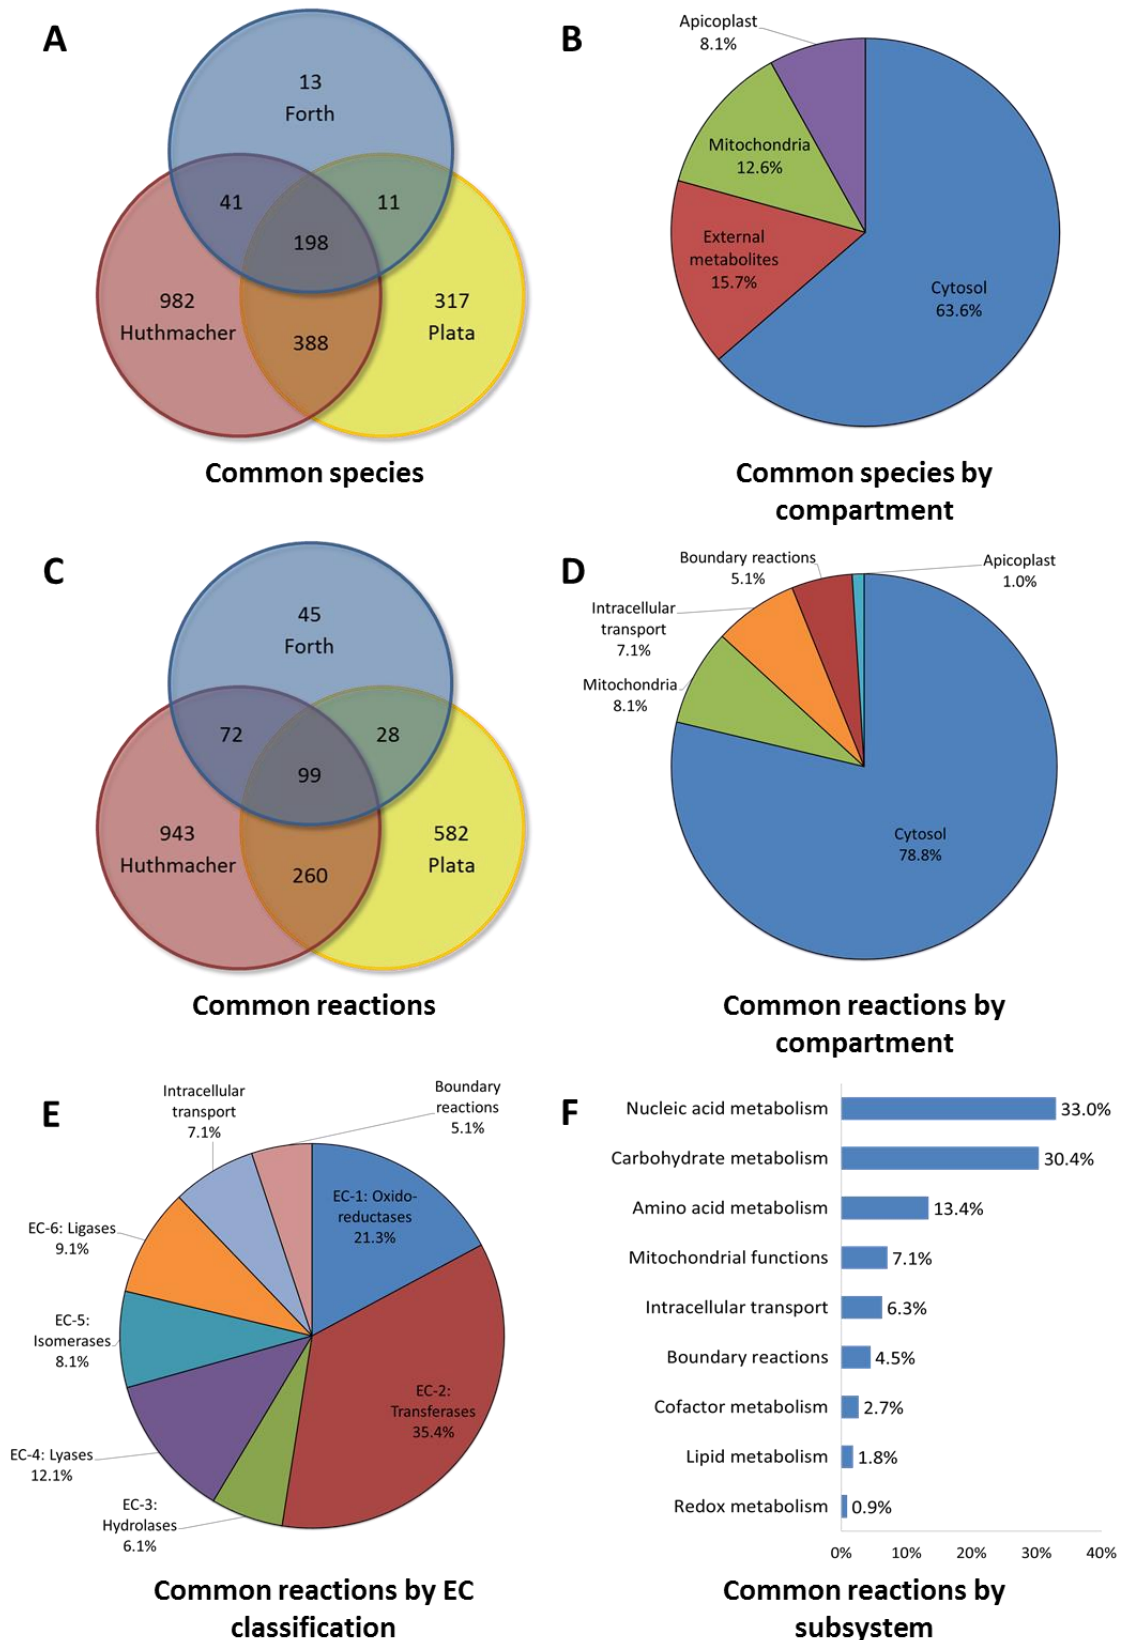 A
13
Forth
41
11
198
982
Huthmacher
317
Plata
388
Common species
B
Apicoplast
8.1%
Mitochondria
12.6%
External
metabolites
15.7%
Cytosol
63.6%
Common species by
compartment
C
45
Forth
72
28
99
943
Huthmacher
582
Plata
260
Common reactions
D
Boundary reactions
5.1%
Apicoplast
1.0%
Intracellular
transport
7.1%
Mitochondria
8.1%
Cytosol
78.8%
Common reactions by
compartment
E
Intracellular
transport
7.1%
Boundary
reactions
5.1%
EC-1: Oxido-
reductases
21.3%
EC-6: Ligases
9.1%
EC-5:
Isomerases
8.1%
EC-2:
Transferases
35.4%
EC-4: Lyases
12.1%
EC-3:
Hydrolases
6.1%
Common reactions by EC
classification
F
Nucleic acid metabolism 33.0%
Carbohydrate metabolism 30.4%
Amino acid metabolism 13.4%
Mitochondrial functions 7.1%
Intracellular transport 6.3%
Boundary reactions 4.5%
Cofactor metabolism 2.7%
Lipid metabolism 1.8%
Redox metabolism 0.9%
0% 10% 20% 30% 40%
Common reactions by
subsystem